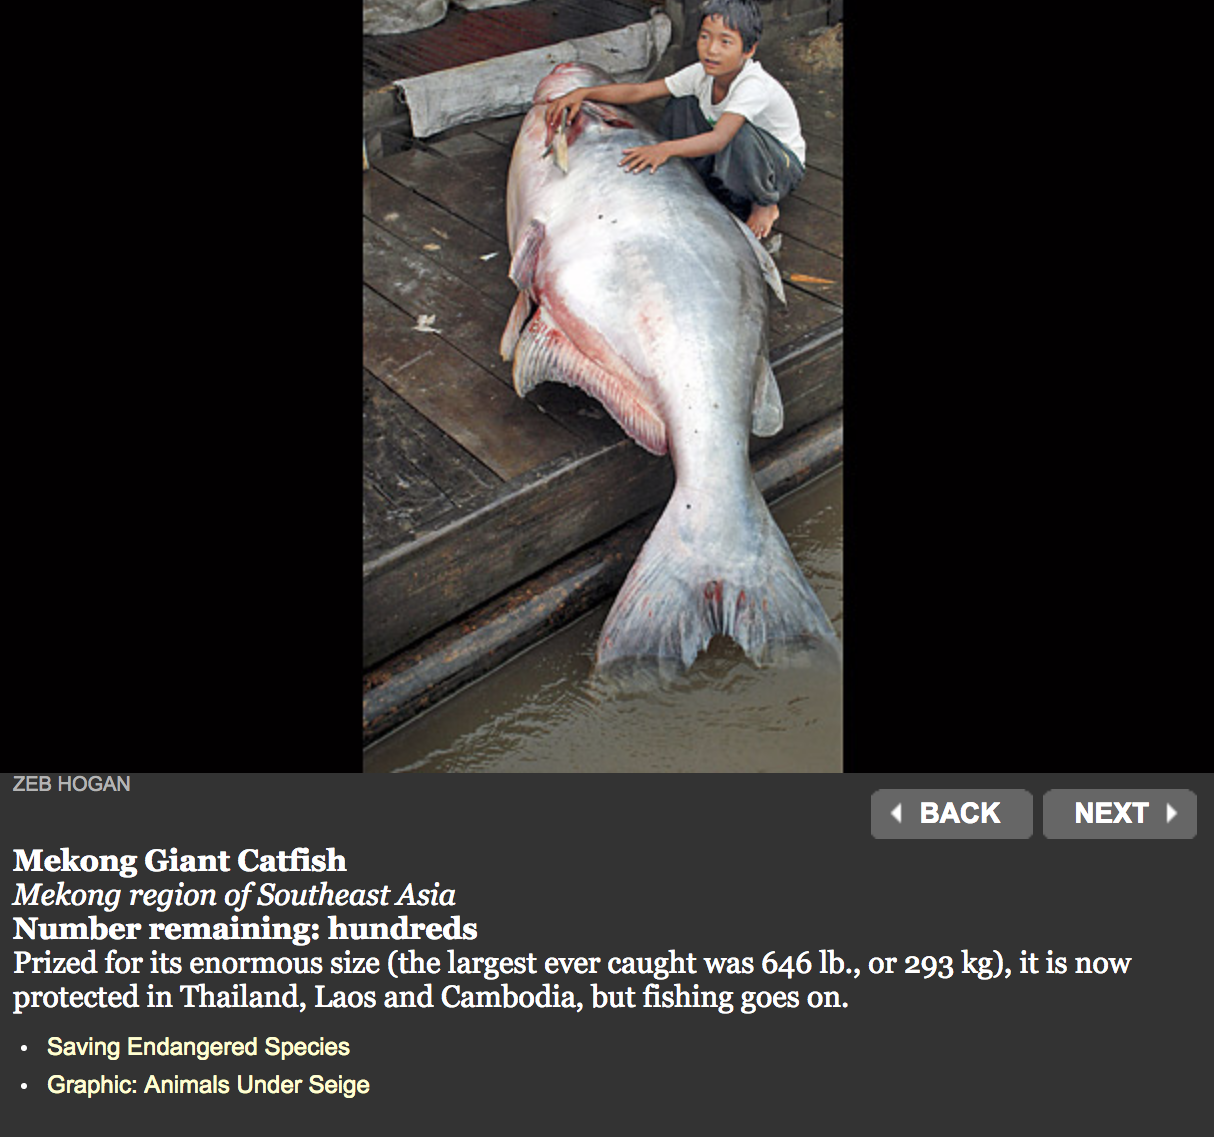 ZEB HOGAN
BACK
NEXT
Mekong Giant Catfish
Mekong region of Southeast Asia
Number remaining: hundreds
Prized for its enormous size (the largest ever caught was 646 lb., or 293 kg), it is now
protected in Thailand, Laos and Cambodia, but fishing goes on.
• Saving Endangered Species
• Graphic: Animals Under Seige